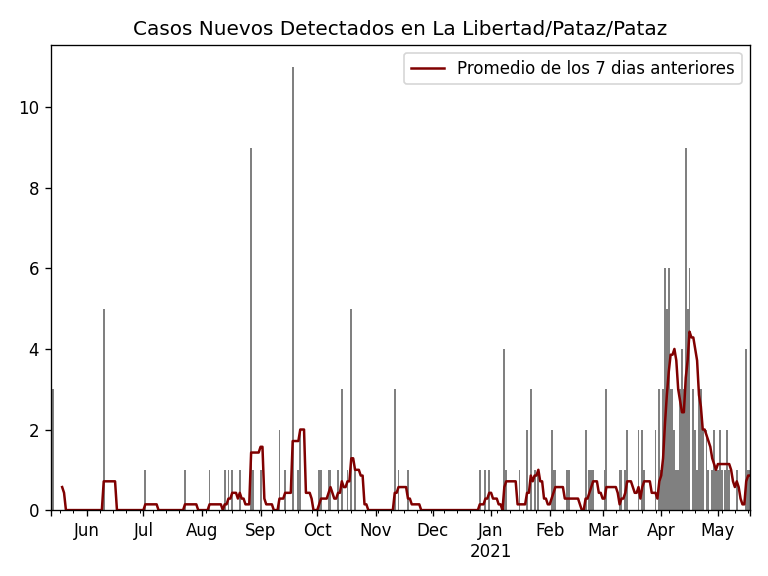 Casos Nuevos Detectados en La Libertad/Pataz/Pataz
Promedio de los 7 dias anteriores
10
8
6
4
2
0
Jun Jul Aug Sep Oct Nov Dec Jan Feb Mar Apr May
2021